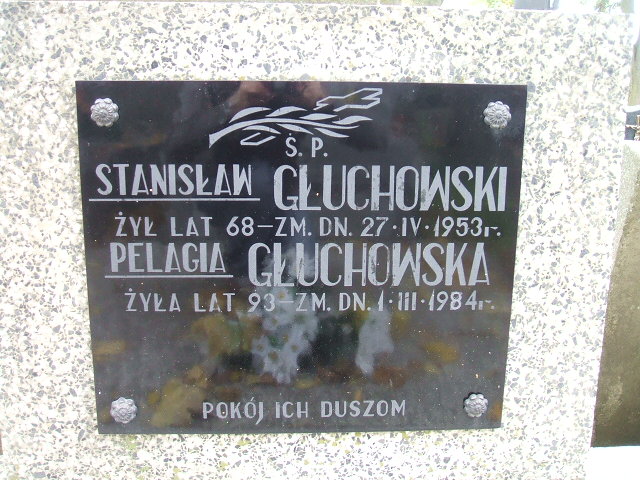 Ś. P.
STANISŁAW GŁUCHOWSKI
ŻYŁ LAT 68 – ZM. DN. 27·IV·1953r.
PELAGIA GŁUCHOWSKA
ŻYŁA LAT 93 – ZM. DN. 1·III·1984r.
POKÓJ ICH DUSZOM